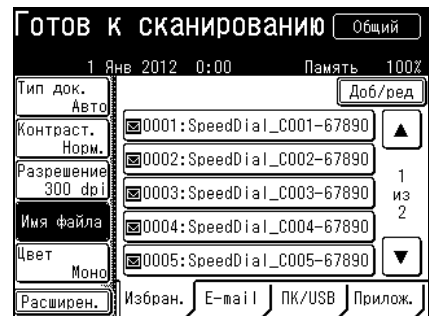 Готов к сканированию Общий
1 Янв 2012 0:00 Память 100%
Тип док.
Авто
Доб/ред
Контраст.
Норм.
0001:SpeedDial_C001-67890
0002:SpeedDial_C002-67890
Разрешение
300 dpi
0003:SpeedDial_C003-67890
1
из
2
Имя файла
0004:SpeedDial_C004-67890
Цвет
Моно
0005:SpeedDial_C005-67890
Расширен.
Избран. E-mail ПК/USB Прилож.